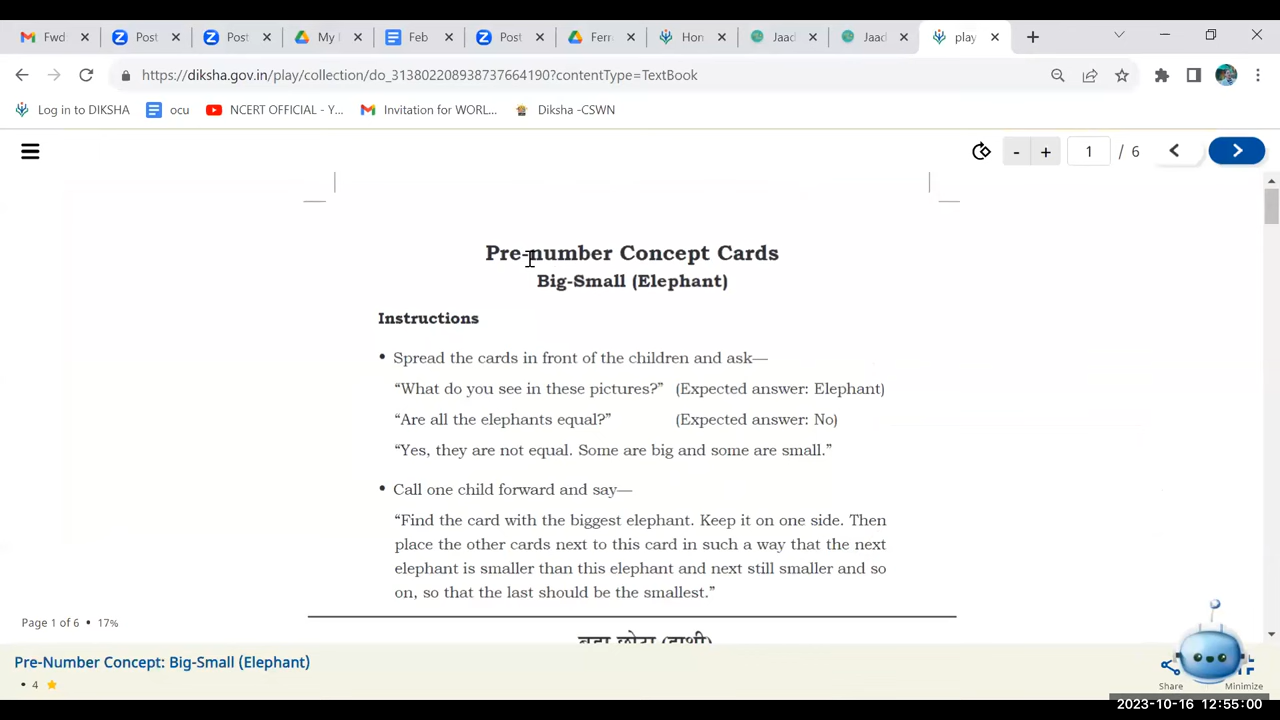 Fwd
Post
Post
My
Feb
Post
Ferr
Hon
Jaad
Jaad
play
https://diksha.gov.in/play/collection/do_31380220893873766419​0?contentType=TextBook
Log in to DIKSHA
ocu
NCERT OFFICIAL - Y...
Invitation for WORL...
Diksha -CSWN
- + 1 / 6
Pre-number Concept Cards
Big-Small (Elephant)
Instructions
• Spread the cards in front of the children and ask—
“What do you see in these pictures?” (Expected answer: Elephant)
“Are all the elephants equal?” (Expected answer: No)
“Yes, they are not equal. Some are big and some are small.”
• Call one child forward and say—
“Find the card with the biggest elephant. Keep it on one side. Then
place the other cards next to this card in such a way that the next
elephant is smaller than this elephant and next still smaller and so
on, so that the last should be the smallest.”
Page 1 of 6 • 17%
बड़ा छोटा (हाथी)
Pre-Number Concept: Big-Small (Elephant)
• 4
Share
Minimize
2023-10-16 12:55:00